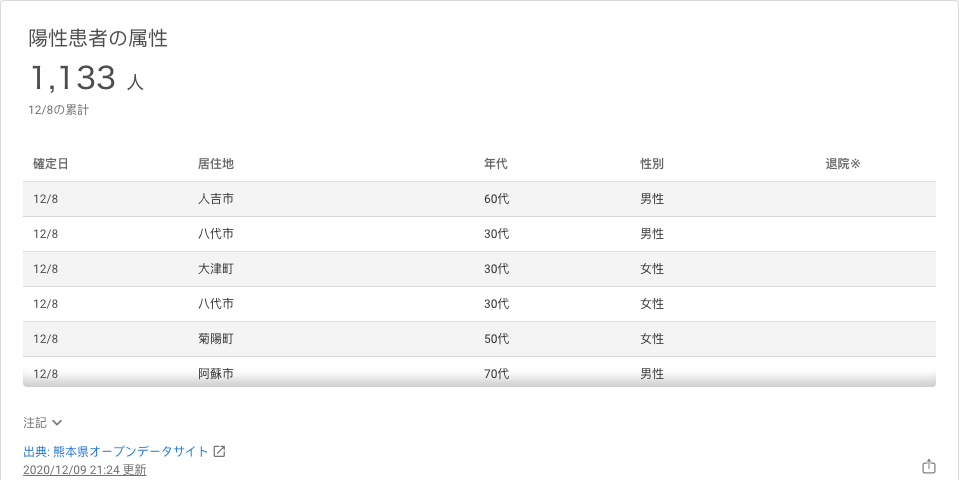 陽性患者の属性
1,133 人
12/8の累計
確定日 居住地 年代 性別 退院※
12/8 人吉市 60代 男性
12/8 八代市 30代 男性
12/8 大津町 30代 女性
12/8 八代市 30代 女性
12/8 菊陽町 50代 女性
12/8 阿蘇市 70代 男性
注記
出典: 熊本県オープンデータサイト
2020/12/09 21:24 更新